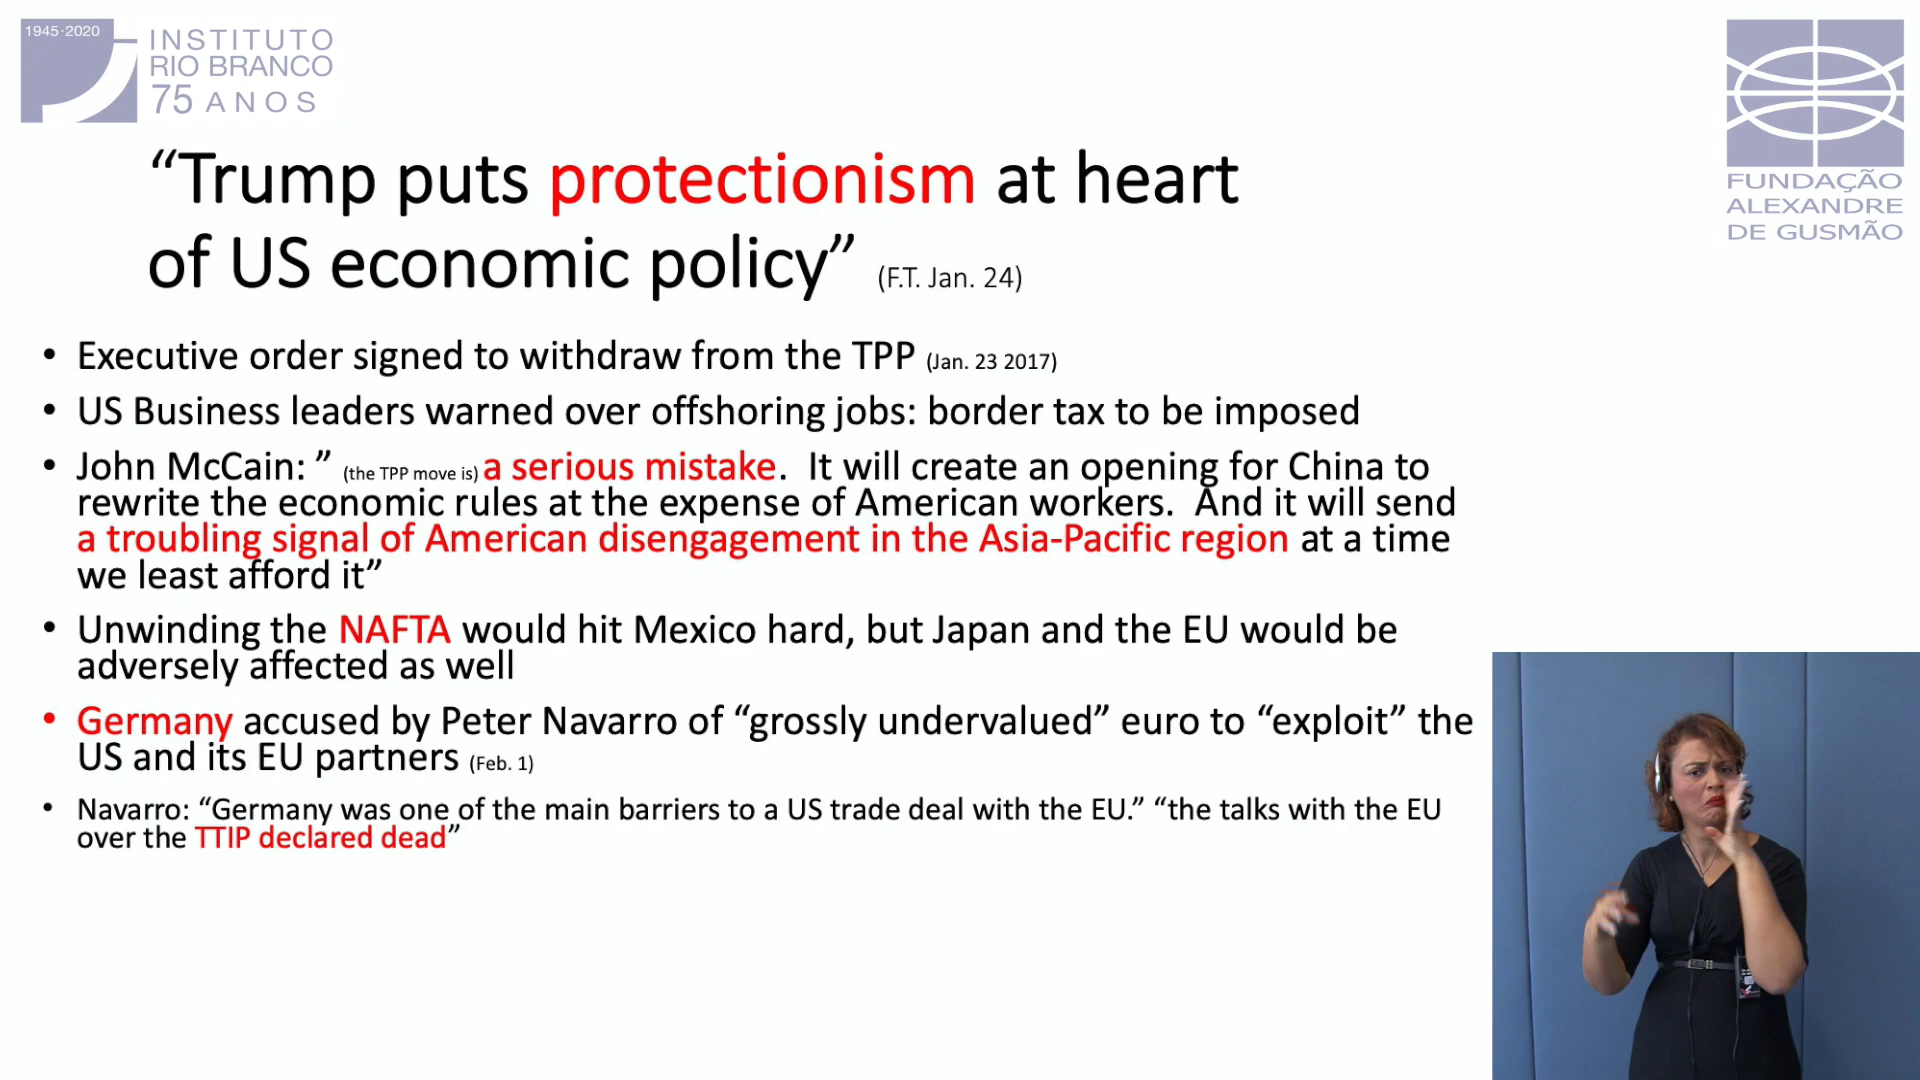 1945·2020
INSTITUTO
RIO BRANCO
75 ANOS
FUNDAÇÃO
ALEXANDRE
DE GUSMÃO
“Trump puts protectionism at heart
of US economic policy” (F.T. Jan. 24)
• Executive order signed to withdraw from the TPP (Jan. 23 2017)
• US Business leaders warned over offshoring jobs: border tax to be imposed
• John McCain: ” (the TPP move is) a serious mistake. It will create an opening for China to
rewrite the economic rules at the expense of American workers. And it will send
a troubling signal of American disengagement in the Asia-Pacific region at a time
we least afford it”
• Unwinding the NAFTA would hit Mexico hard, but Japan and the EU would be
adversely affected as well
• Germany accused by Peter Navarro of “grossly undervalued” euro to “exploit” the
US and its EU partners (Feb. 1)
• Navarro: “Germany was one of the main barriers to a US trade deal with the EU.” “the talks with the EU
over the TTIP declared dead”